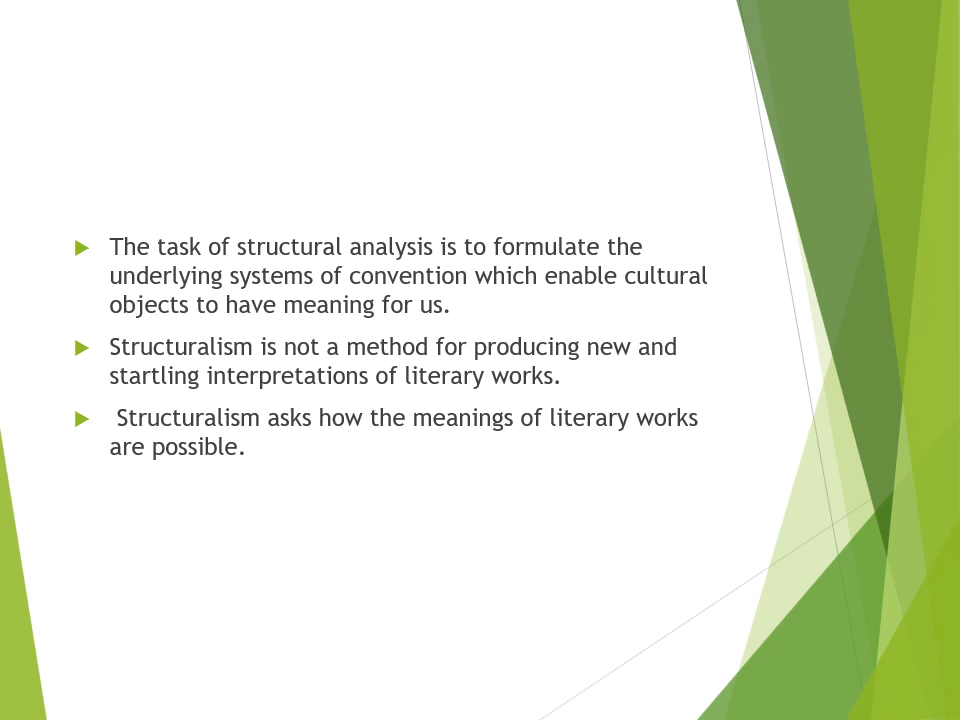 The task of structural analysis is to formulate the
underlying systems of convention which enable cultural
objects to have meaning for us.
Structuralism is not a method for producing new and
startling interpretations of literary works.
Structuralism asks how the meanings of literary works
are possible.